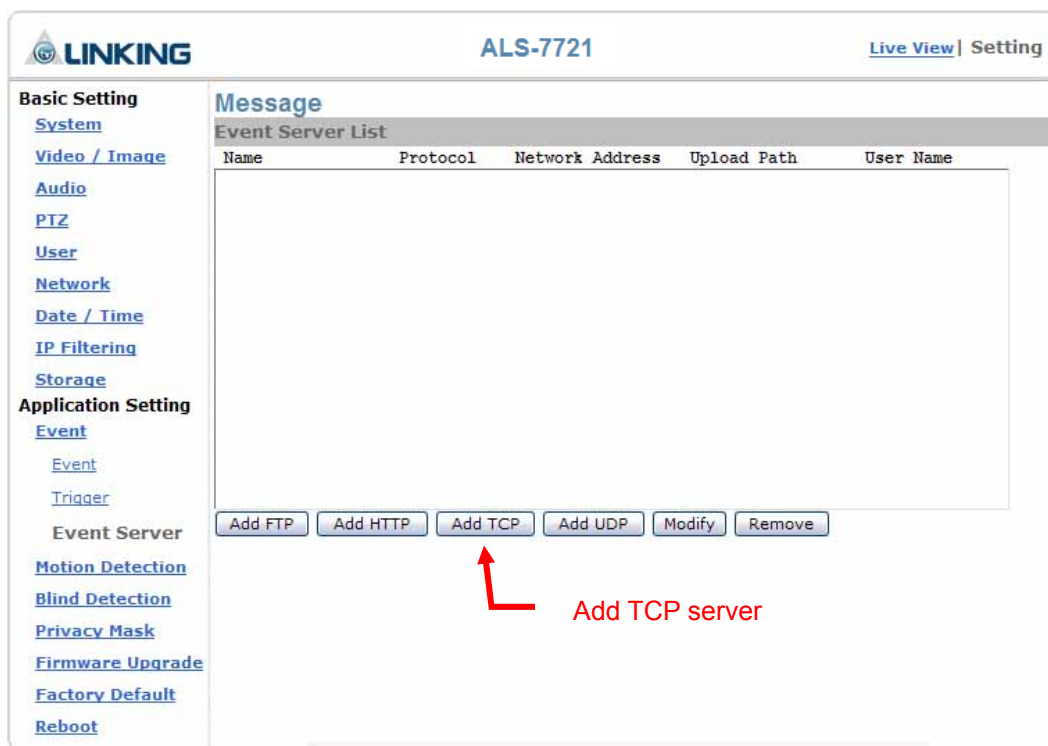 LINKING
ALS-7721
Live View| Setting
Basic Setting
System
Video / Image
Audio
PTZ
User
Network
Date / Time
IP Filtering
Storage
Application Setting
Event
Event
Trigger
Event Server
Motion Detection
Blind Detection
Privacy Mask
Firmware Upgrade
Factory Default
Reboot
Message
Event Server List
Name Protocol Network Address Upload Path User Name
Add FTP Add HTTP Add TCP Add UDP Modify Remove
Add TCP server